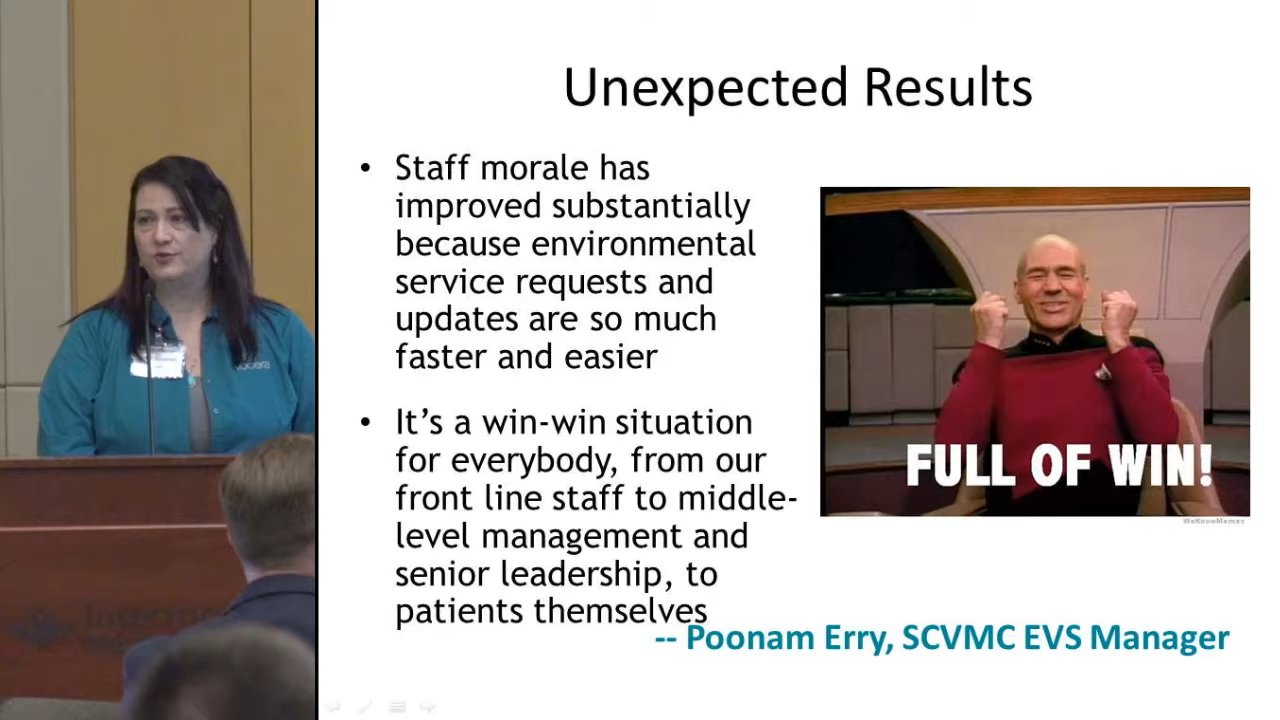 Unexpected Results
• Staff morale has
improved substantially
because environmental
service requests and
updates are so much
faster and easier
• It's a win-win situation
for everybody, from our
front line staff to middle-
level management and
senior leadership, to
patients themselves
-- Poonam Erry, SCVMC EVS Manager
FULL OF WIN!
WeKnowMemes